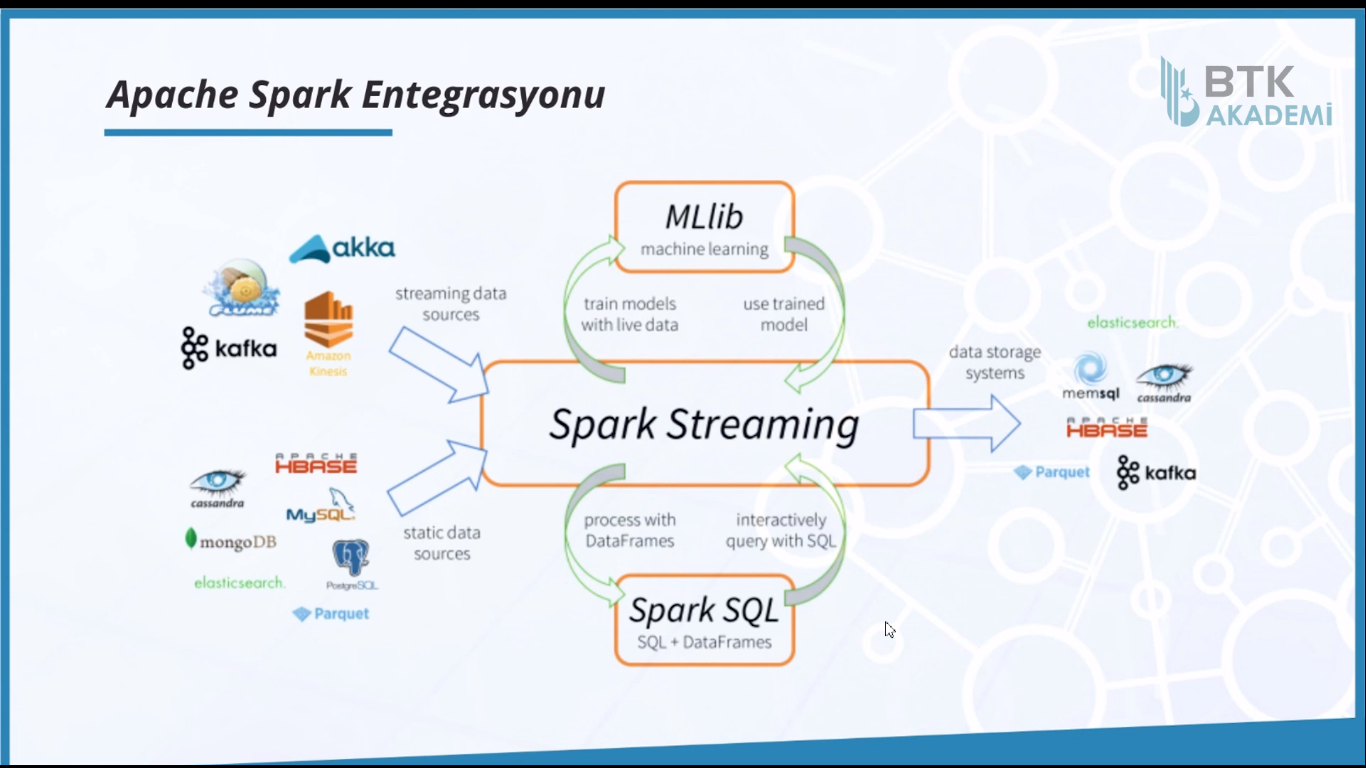 Apache Spark Entegrasyonu
BTK
AKADEMİ
akka
FLUME
kafka
Amazon
Kinesis
streaming data
sources
APACHE
HBASE
cassandra
MySQL
mongoDB
elasticsearch.
PostgreSQL
Parquet
static data
sources
MLlib
machine learning
train models
with live data
use trained
model
Spark Streaming
process with
DataFrames
interactively
query with SQL
Spark SQL
SQL + DataFrames
data storage
systems
elasticsearch.
memsql
cassandra
APACHE
HBASE
Parquet
kafka